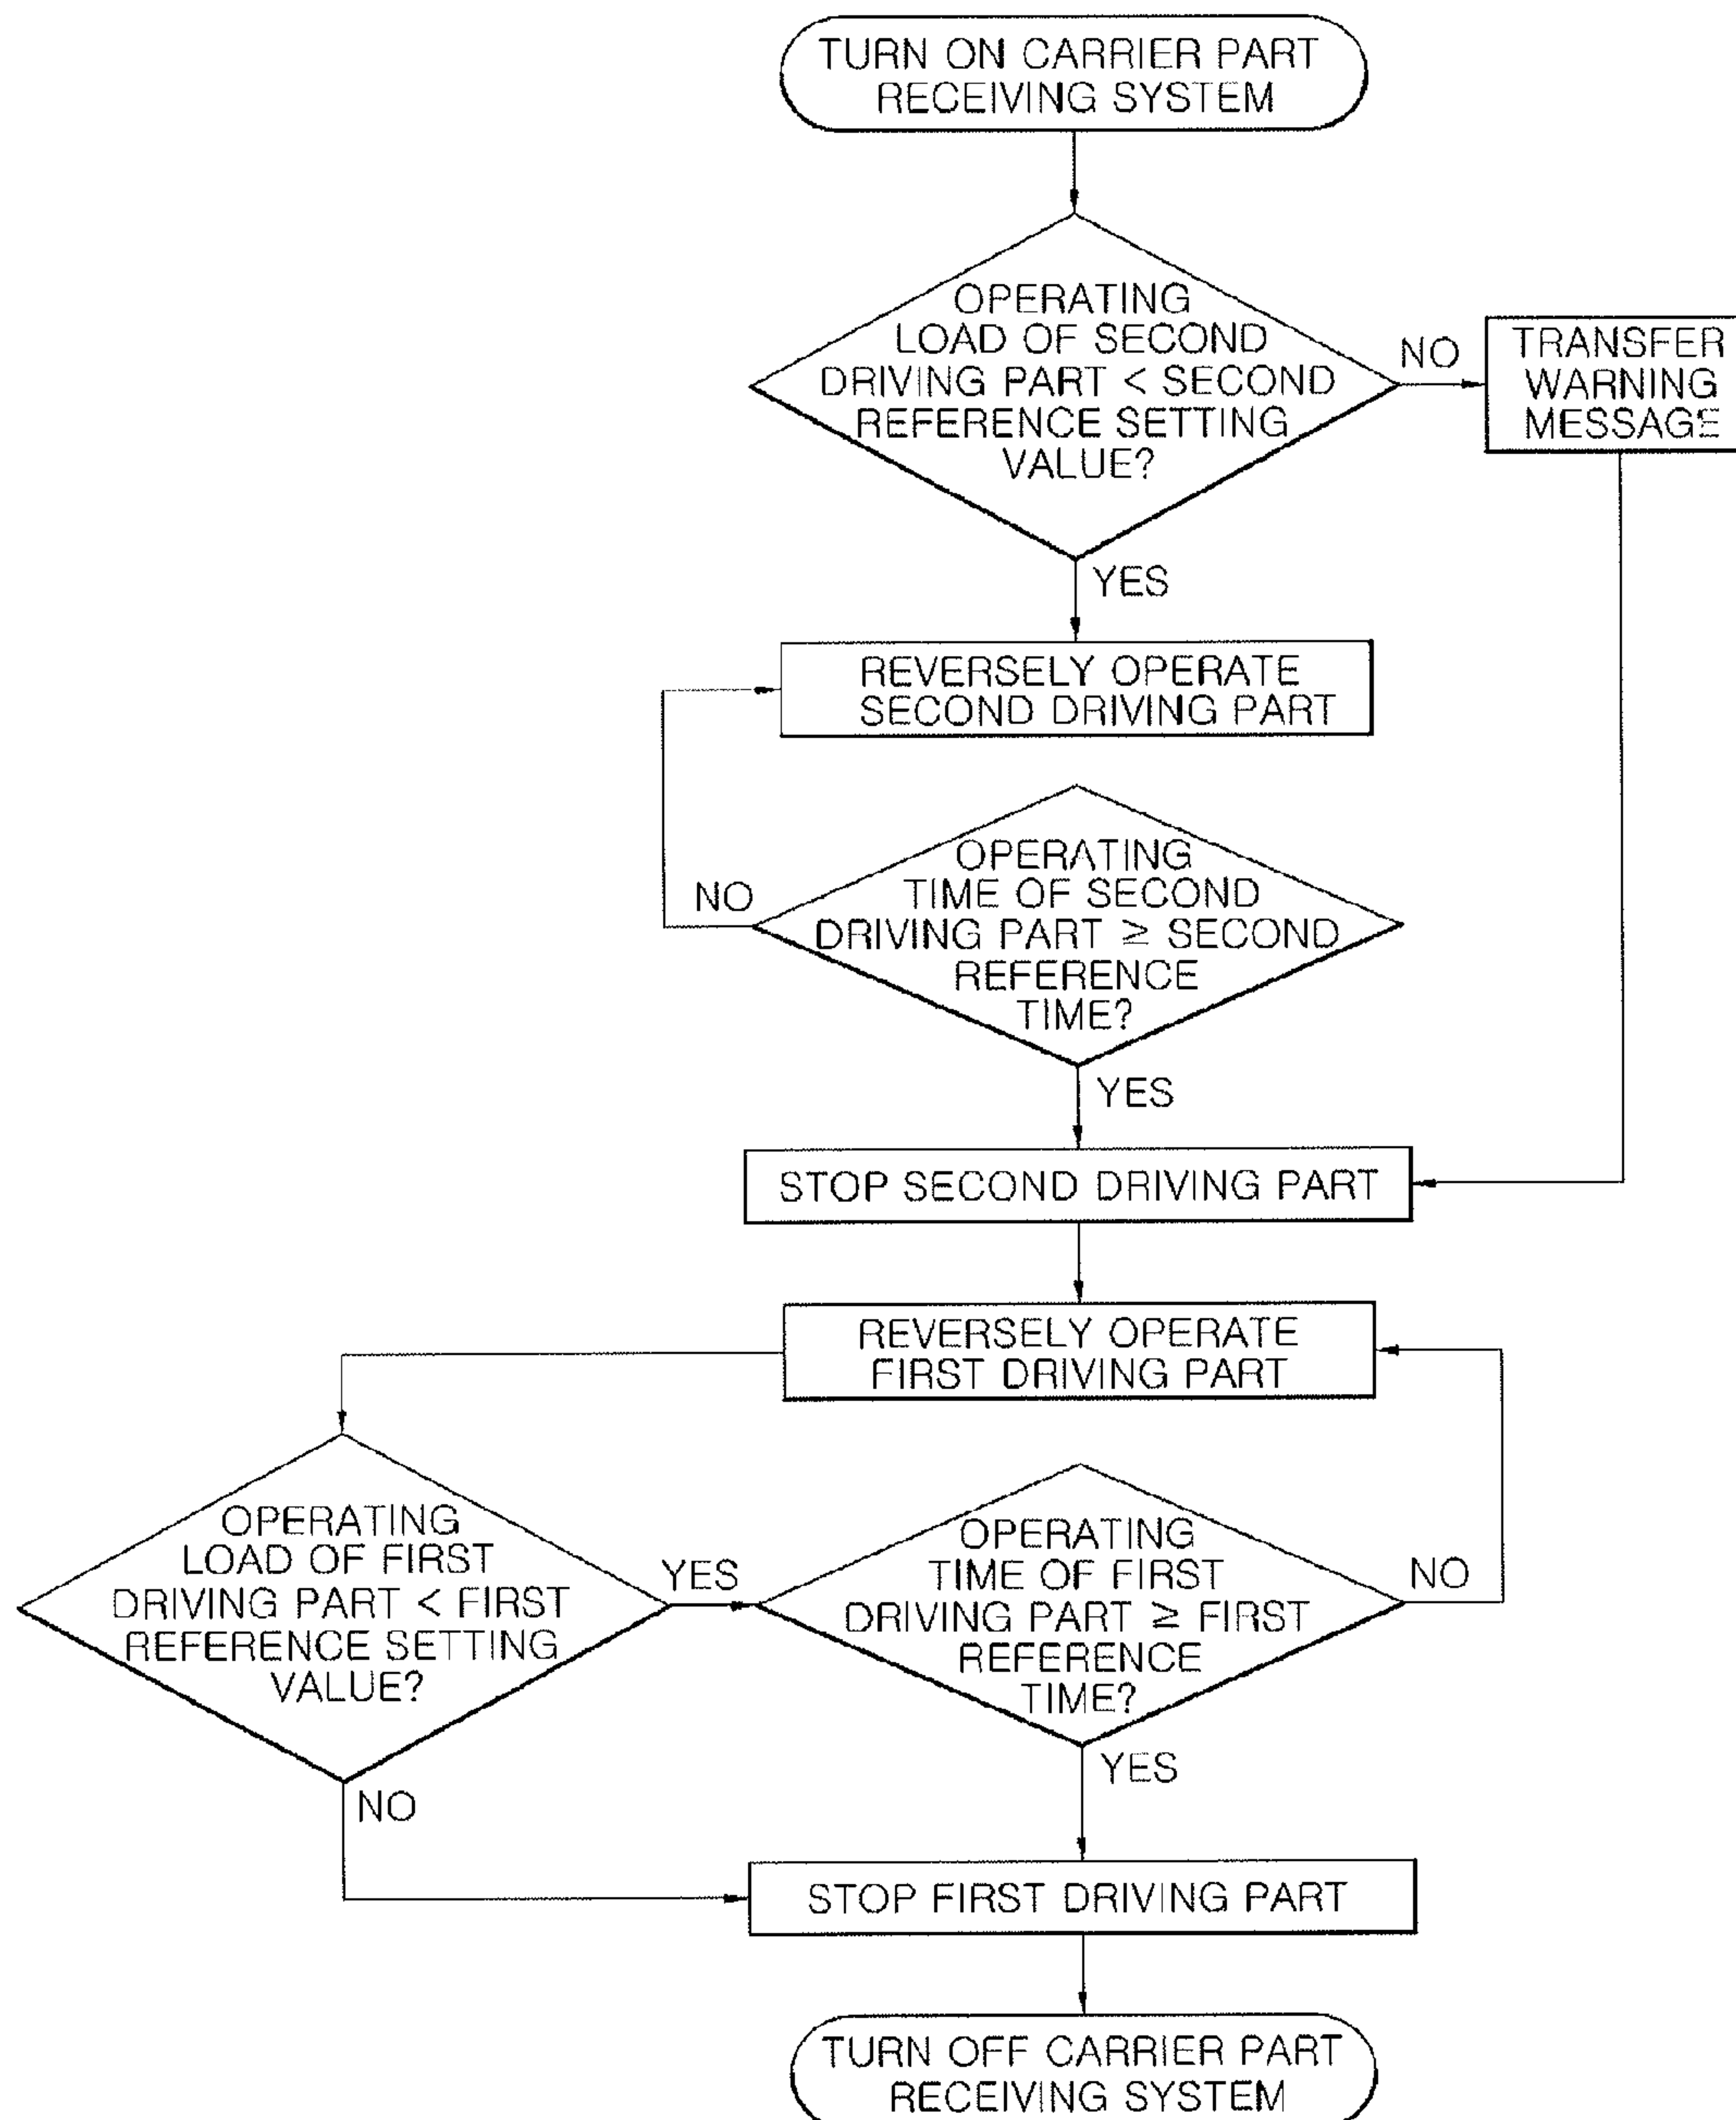 TURN ON CARRIER PART
RECEIVING SYSTEM
OPERATING
LOAD OF SECOND
DRIVING PART < SECOND
REFERENCE SETTING
VALUE?
NO
TRANSFER
WARNING
MESSAGE
YES
REVERSELY OPERATE
SECOND DRIVING PART
OPERATING
TIME OF SECOND
DRIVING PART ≥ SECOND
REFERENCE
TIME?
NO
YES
STOP SECOND DRIVING PART
REVERSELY OPERATE
FIRST DRIVING PART
OPERATING
LOAD OF FIRST
DRIVING PART < FIRST
REFERENCE SETTING
VALUE?
YES
NO
OPERATING
TIME OF FIRST
DRIVING PART ≥ FIRST
REFERENCE
TIME?
NO
YES
STOP FIRST DRIVING PART
TURN OFF CARRIER PART
RECEIVING SYSTEM